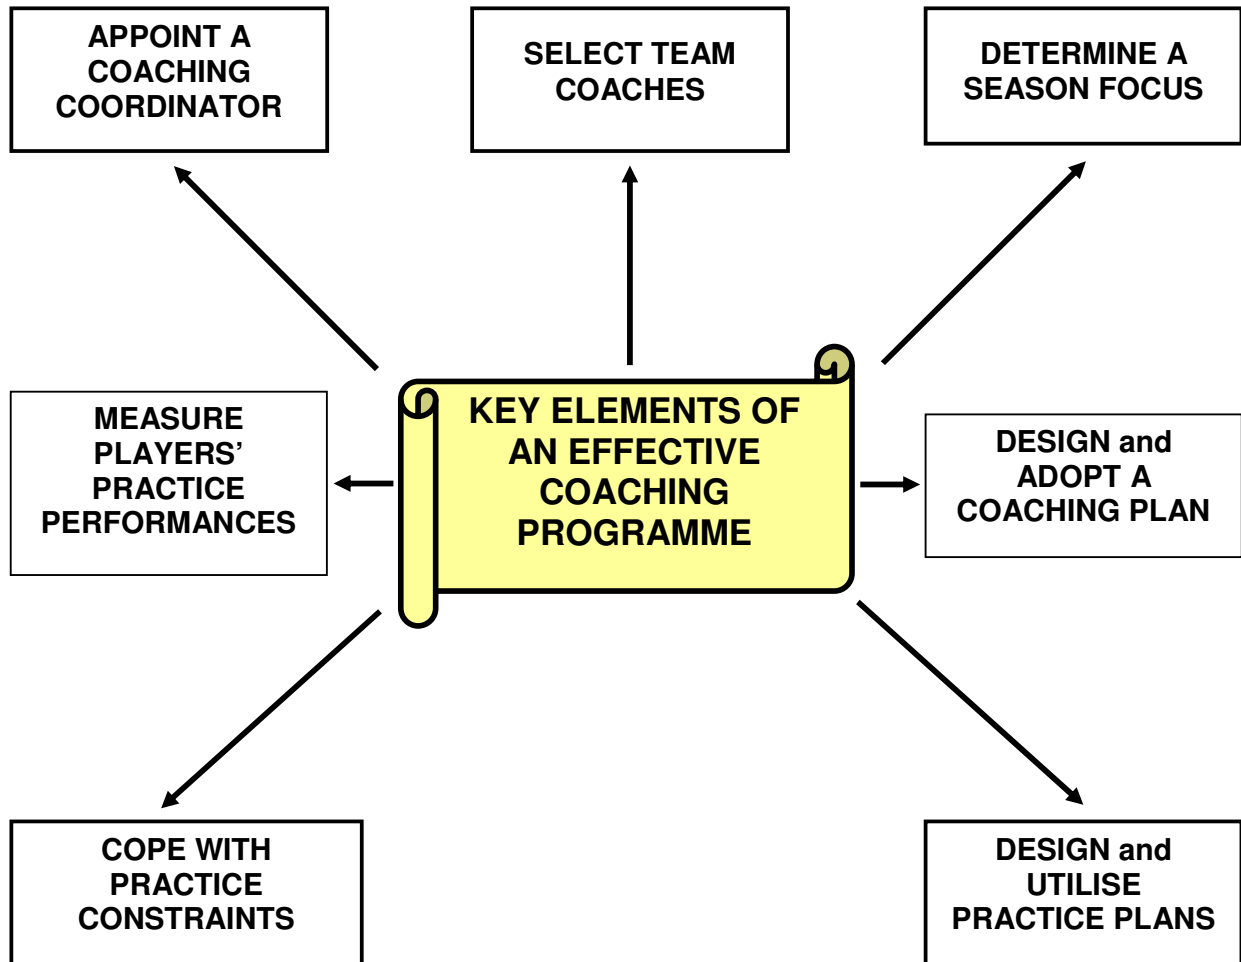 APPOINT A
COACHING
COORDINATOR
SELECT TEAM
COACHES
DETERMINE A
SEASON FOCUS
MEASURE
PLAYERS’
PRACTICE
PERFORMANCES
KEY ELEMENTS OF
AN EFFECTIVE
COACHING
PROGRAMME
DESIGN and
ADOPT A
COACHING PLAN
COPE WITH
PRACTICE
CONSTRAINTS
DESIGN and
UTILISE
PRACTICE PLANS